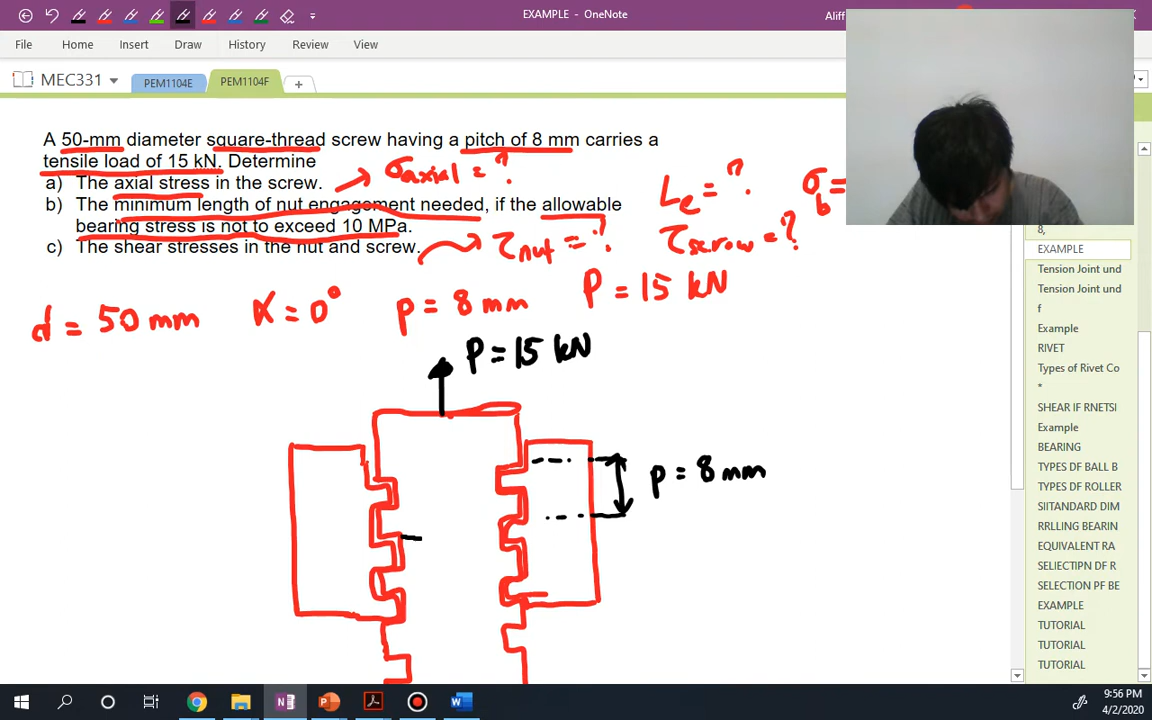 EXAMPLE - OneNote
Aliff
File Home Insert Draw History Review View
MEC331 PEM1104E PEM1104F +
A 50-mm diameter square-thread screw having a pitch of 8 mm carries a
tensile load of 15 kN. Determine
a) The axial stress in the screw.
b) The minimum length of nut engagement needed, if the allowable
bearing stress is not to exceed 10 MPa.
c) The shear stresses in the nut and screw.
σaxial = ?
Le = ?
σb =
τnut = ?
τscrew = ?
d = 50 mm
α = 0°
p = 8 mm
P = 15 kN
P = 15 kN
p = 8 mm
8,
EXAMPLE
Tension Joint und
Tension Joint und
f
Example
RIVET
Types of Rivet Co
*
SHEAR IF RNETSI
Example
BEARING
TYPES DF BALL B
TYPES DF ROLLER
SIITANDARD DIM
RRLLING BEARIN
EQUIVALENT RA
SELIECTIPN DF R
SELECTION PF BE
EXAMPLE
TUTORIAL
TUTORIAL
TUTORIAL
9:56 PM
4/2/2020